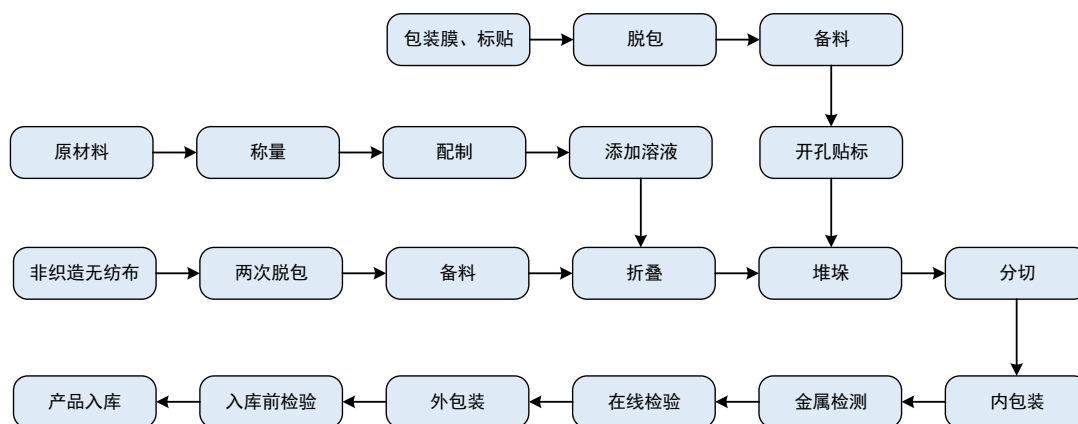 包装膜、标贴
脱包
备料
原材料
称量
配制
添加溶液
开孔贴标
非织造无纺布
两次脱包
备料
折叠
堆垛
分切
产品入库
入库前检验
外包装
在线检验
金属检测
内包装